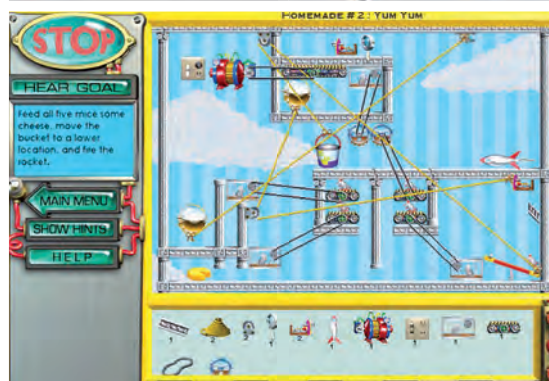 HOMEMADE # 2 : YUM YUM
STOP
HEAR GOAL
Feed all five mice some
cheese, move the
bucket to a lower
location, and fire the
rocket.
MAIN MENU
SHOW HINTS
HELP